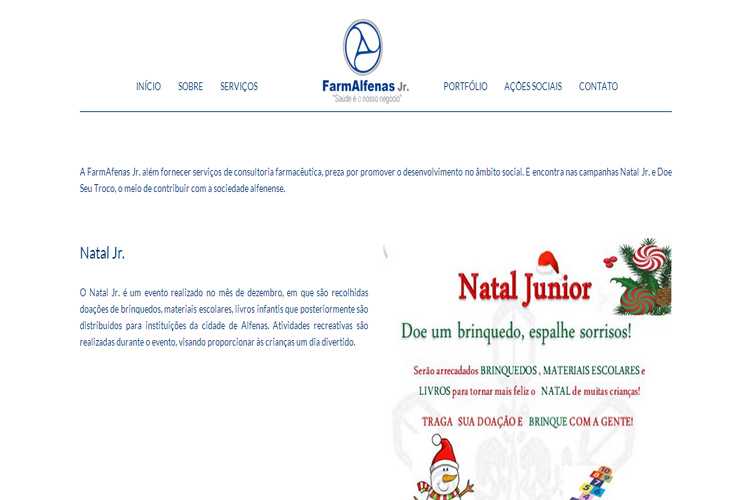 FarmAlfenas Jr.
"Saúde é o nosso negócio"
INÍCIO SOBRE SERVIÇOS PORTFÓLIO AÇÕES SOCIAIS CONTATO
A FarmAfenas Jr. além fornecer serviços de consultoria farmacêutica, preza por promover o desenvolvimento no âmbito social. E encontra nas campanhas Natal Jr. e Doe
Seu Troco, o meio de contribuir com a sociedade alfenense.
Natal Jr.
O Natal Jr. é um evento realizado no mês de dezembro, em que são recolhidas
doações de brinquedos, materiais escolares, livros infantis que posteriormente são
distribuídos para instituições da cidade de Alfenas. Atividades recreativas são
realizadas durante o evento, visando proporcionar às crianças um dia divertido.
Natal Junior
Doe um brinquedo, espalhe sorrisos!
Serão arrecadados BRINQUEDOS , MATERIAIS ESCOLARES e
LIVROS para tornar mais feliz o NATAL de muitas crianças!
TRAGA SUA DOAÇÃO E BRINQUE COM A GENTE!